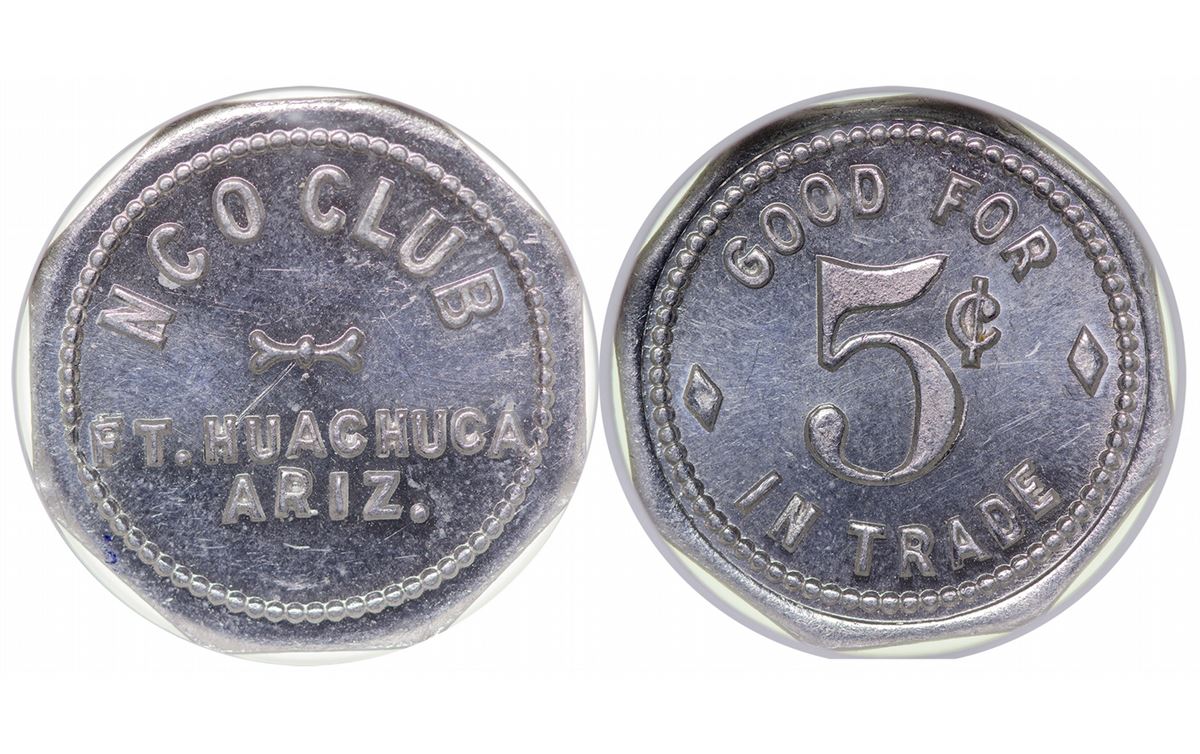 NCO CLUB
FT. HUACHUCA
ARIZ.
GOOD FOR
5¢
IN TRADE